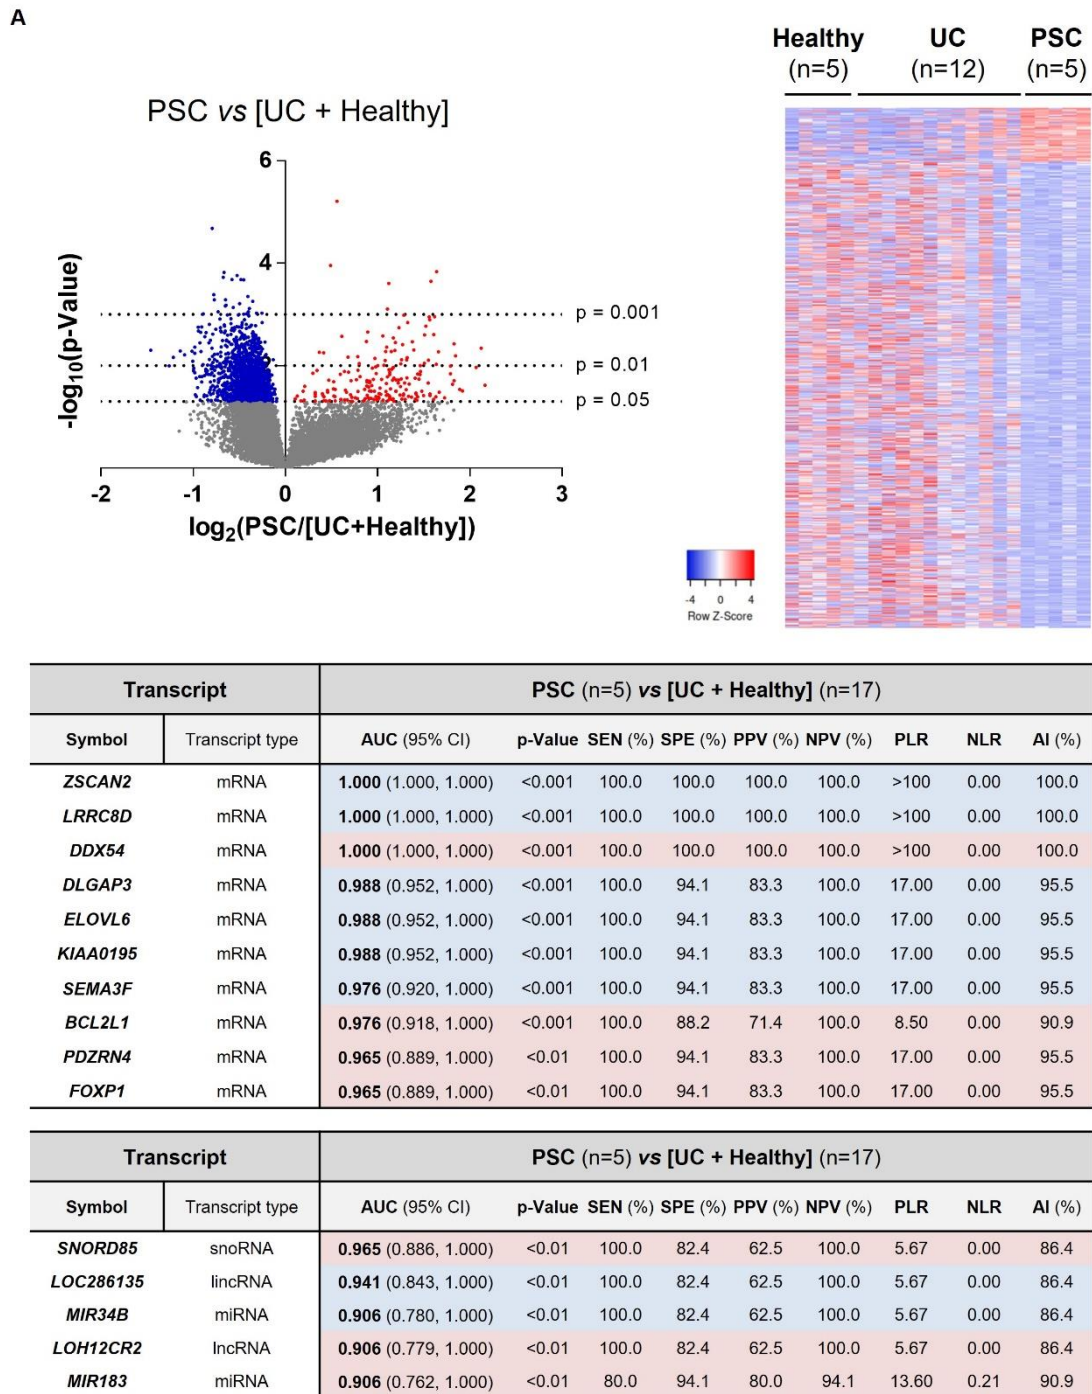 A
Healthy UC PSC
(n=5) (n=12) (n=5)
PSC vs [UC + Healthy]
6
4
2
-log10(p-Value)
p = 0.001
p = 0.01
p = 0.05
-2 -1 0 1 2 3
log2(PSC/[UC+Healthy])
-4 0 4
Row Z-Score
Transcript PSC (n=5) vs [UC + Healthy] (n=17)
Symbol Transcript type AUC (95% CI) p-Value SEN (%) SPE (%) PPV (%) NPV (%) PLR NLR AI (%)
ZSCAN2 mRNA 1.000 (1.000, 1.000) <0.001 100.0 100.0 100.0 100.0 >100 0.00 100.0
LRRC8D mRNA 1.000 (1.000, 1.000) <0.001 100.0 100.0 100.0 100.0 >100 0.00 100.0
DDX54 mRNA 1.000 (1.000, 1.000) <0.001 100.0 100.0 100.0 100.0 >100 0.00 100.0
DLGAP3 mRNA 0.988 (0.952, 1.000) <0.001 100.0 94.1 83.3 100.0 17.00 0.00 95.5
ELOVL6 mRNA 0.988 (0.952, 1.000) <0.001 100.0 94.1 83.3 100.0 17.00 0.00 95.5
KIAA0195 mRNA 0.988 (0.952, 1.000) <0.001 100.0 94.1 83.3 100.0 17.00 0.00 95.5
SEMA3F mRNA 0.976 (0.920, 1.000) <0.001 100.0 94.1 83.3 100.0 17.00 0.00 95.5
BCL2L1 mRNA 0.976 (0.918, 1.000) <0.001 100.0 88.2 71.4 100.0 8.50 0.00 90.9
PDZRN4 mRNA 0.965 (0.889, 1.000) <0.01 100.0 94.1 83.3 100.0 17.00 0.00 95.5
FOXP1 mRNA 0.965 (0.889, 1.000) <0.01 100.0 94.1 83.3 100.0 17.00 0.00 95.5
Transcript PSC (n=5) vs [UC + Healthy] (n=17)
Symbol Transcript type AUC (95% CI) p-Value SEN (%) SPE (%) PPV (%) NPV (%) PLR NLR AI (%)
SNORD85 snoRNA 0.965 (0.886, 1.000) <0.01 100.0 82.4 62.5 100.0 5.67 0.00 86.4
LOC286135 lincRNA 0.941 (0.843, 1.000) <0.01 100.0 82.4 62.5 100.0 5.67 0.00 86.4
MIR34B miRNA 0.906 (0.780, 1.000) <0.01 100.0 82.4 62.5 100.0 5.67 0.00 86.4
LOH12CR2 lncRNA 0.906 (0.779, 1.000) <0.01 100.0 82.4 62.5 100.0 5.67 0.00 86.4
MIR183 miRNA 0.906 (0.762, 1.000) <0.01 80.0 94.1 80.0 94.1 13.60 0.21 90.9